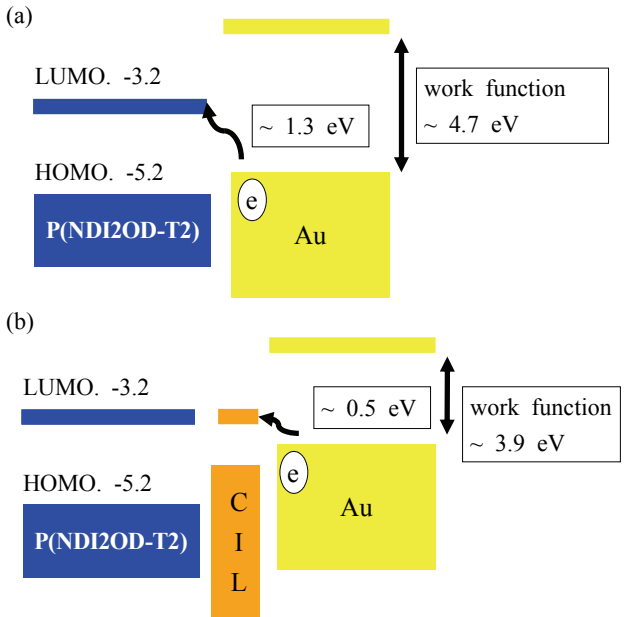 (a)
LUMO. -3.2
~ 1.3 eV
work function
~ 4.7 eV
HOMO. -5.2
P(NDI2OD-T2)
e
Au
(b)
LUMO. -3.2
~ 0.5 eV
work function
~ 3.9 eV
HOMO. -5.2
P(NDI2OD-T2)
C
I
L
e
Au